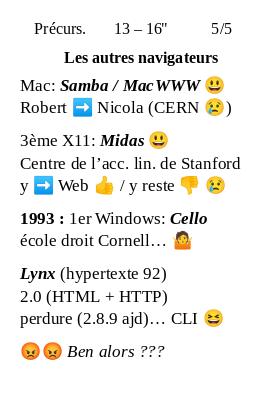 Précurs. 13 – 16" 5/5
Les autres navigateurs
Mac: Samba / MacWWW 😃
Robert ➡️ Nicola (CERN 😢)
3ème X11: Midas 😃
Centre de l’acc. lin. de Stanford
y ➡️ Web 👍 / y reste 👎 😢
1993 : 1er Windows: Cello
école droit Cornell… 🤷
Lynx (hypertexte 92)
2.0 (HTML + HTTP)
perdure (2.8.9 ajd)… CLI 😆
😡😡 Ben alors ???